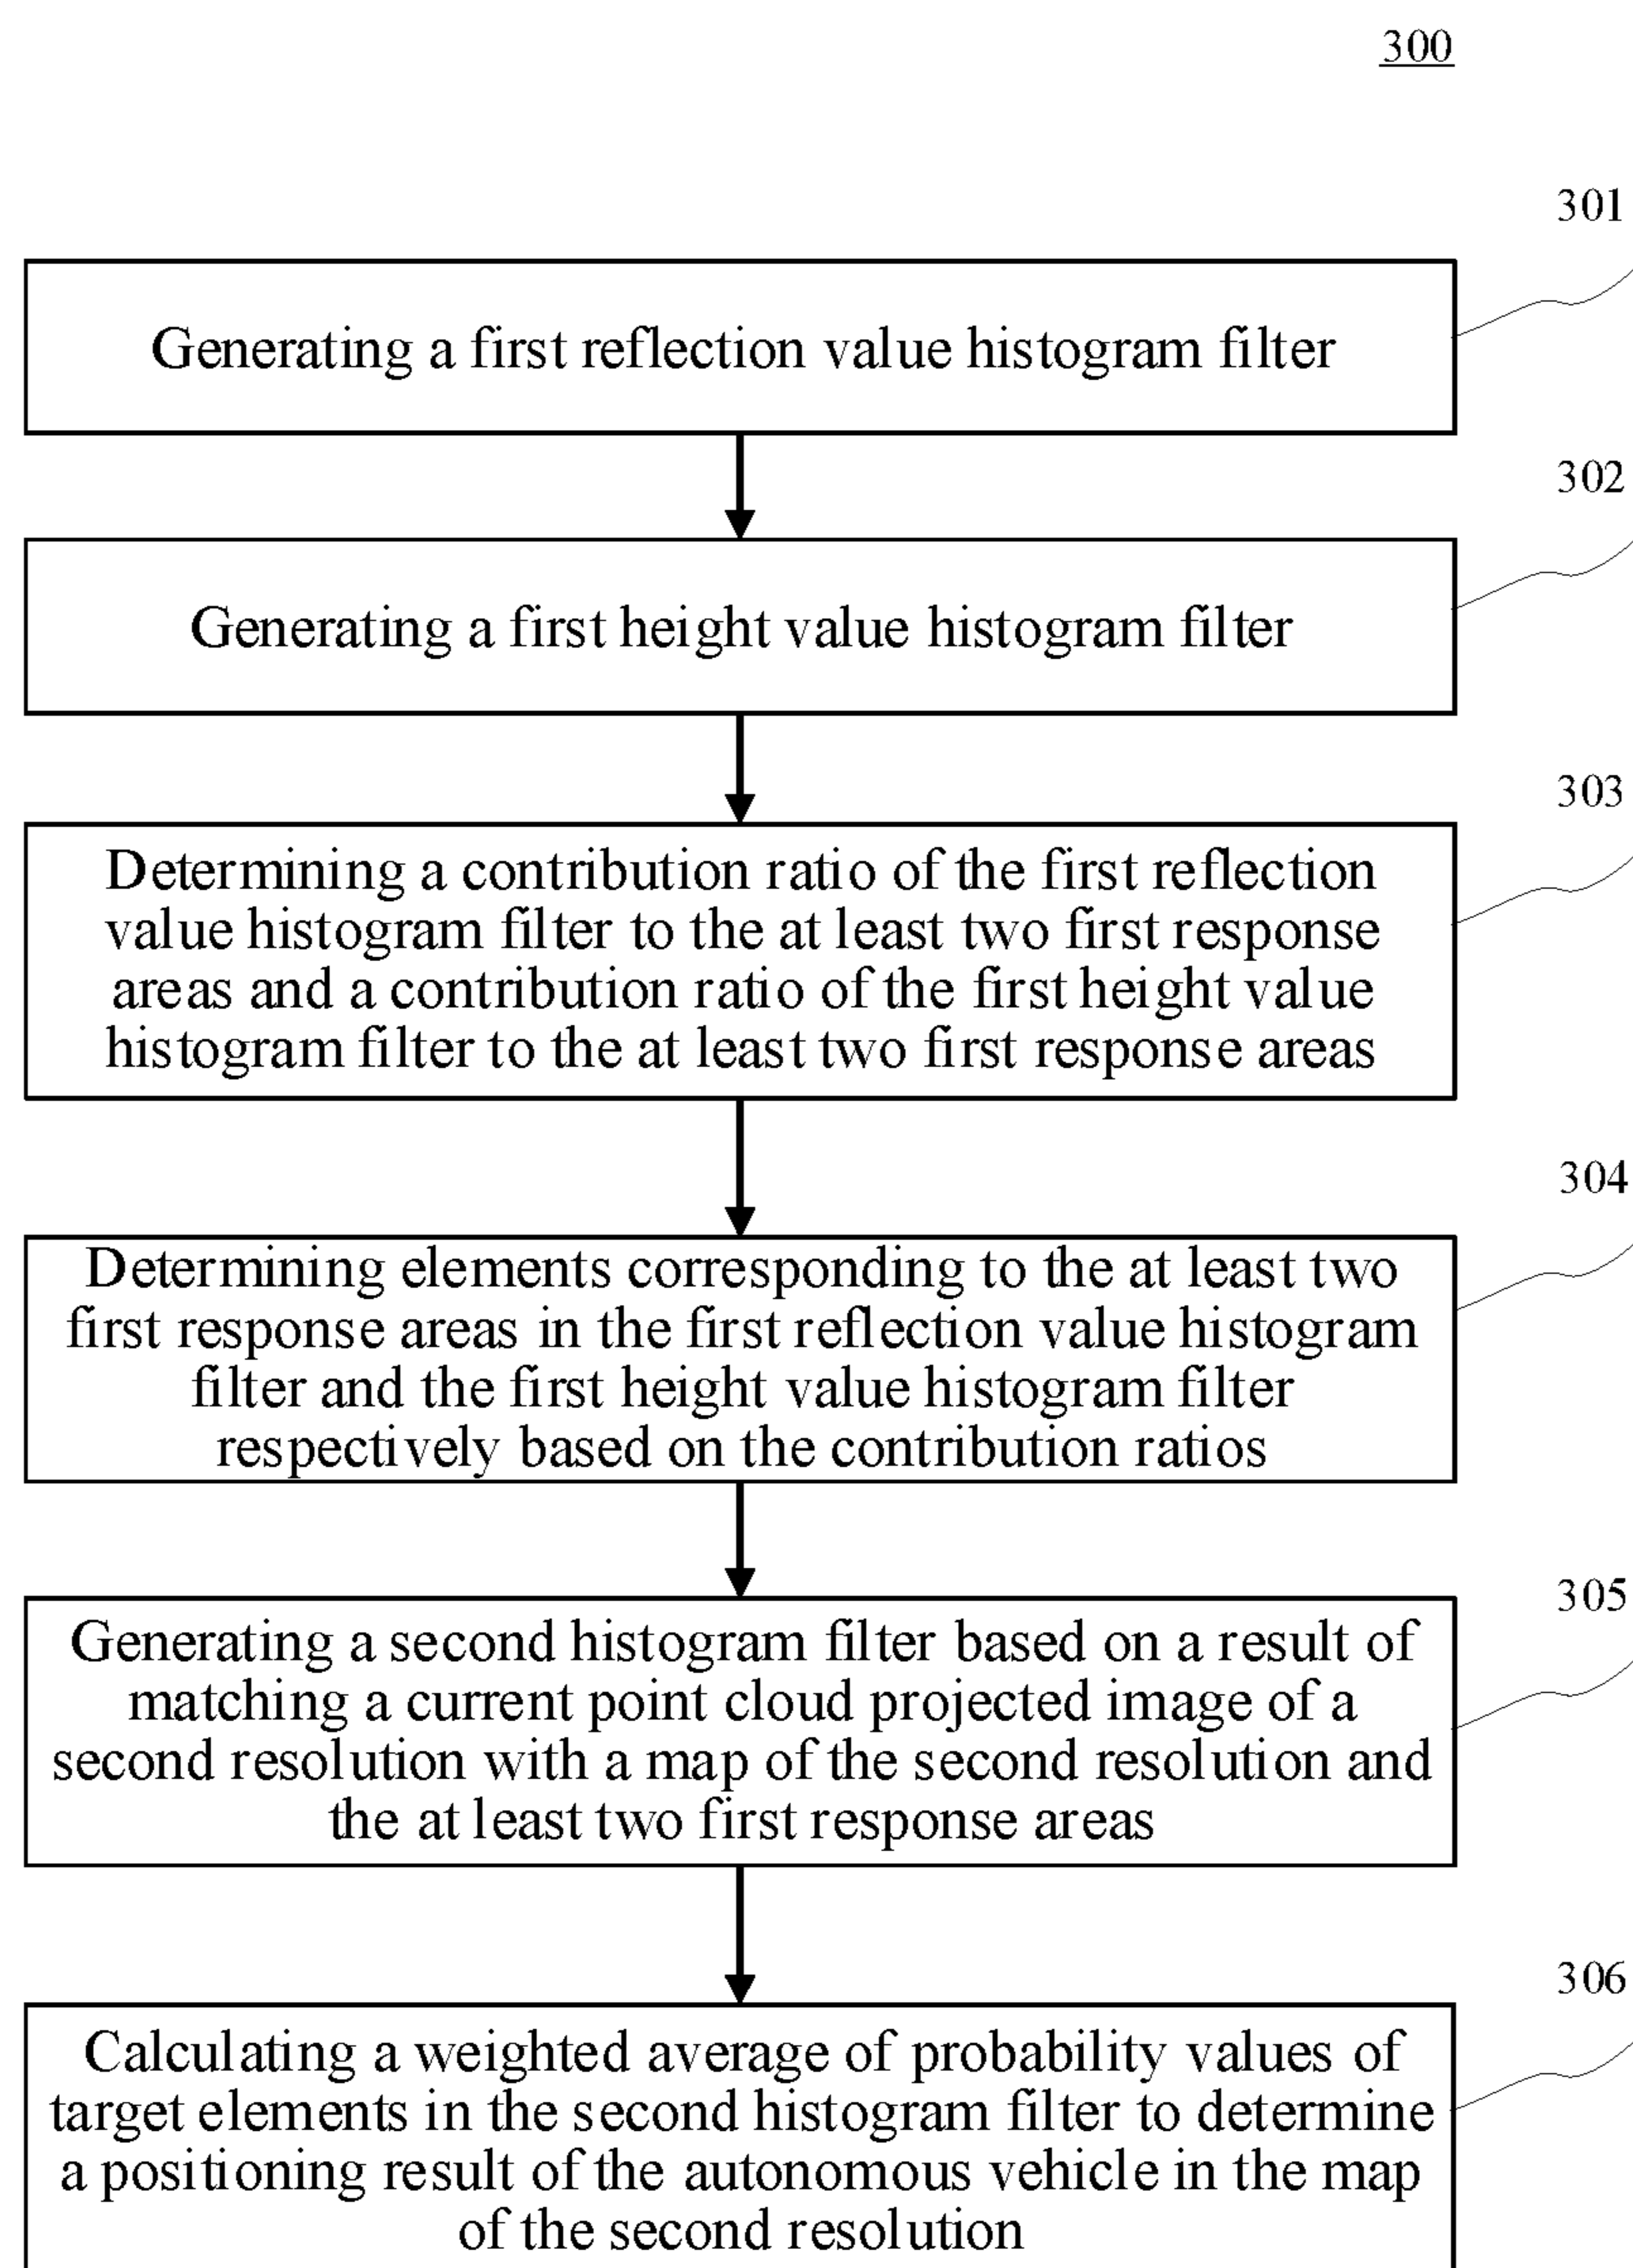 300
301
Generating a first reflection value histogram filter
302
Generating a first height value histogram filter
303
Determining a contribution ratio of the first reflection
value histogram filter to the at least two first response
areas and a contribution ratio of the first height value
histogram filter to the at least two first response areas
304
Determining elements corresponding to the at least two
first response areas in the first reflection value histogram
filter and the first height value histogram filter
respectively based on the contribution ratios
305
Generating a second histogram filter based on a result of
matching a current point cloud projected image of a
second resolution with a map of the second resolution and
the at least two first response areas
306
Calculating a weighted average of probability values of
target elements in the second histogram filter to determine
a positioning result of the autonomous vehicle in the map
of the second resolution